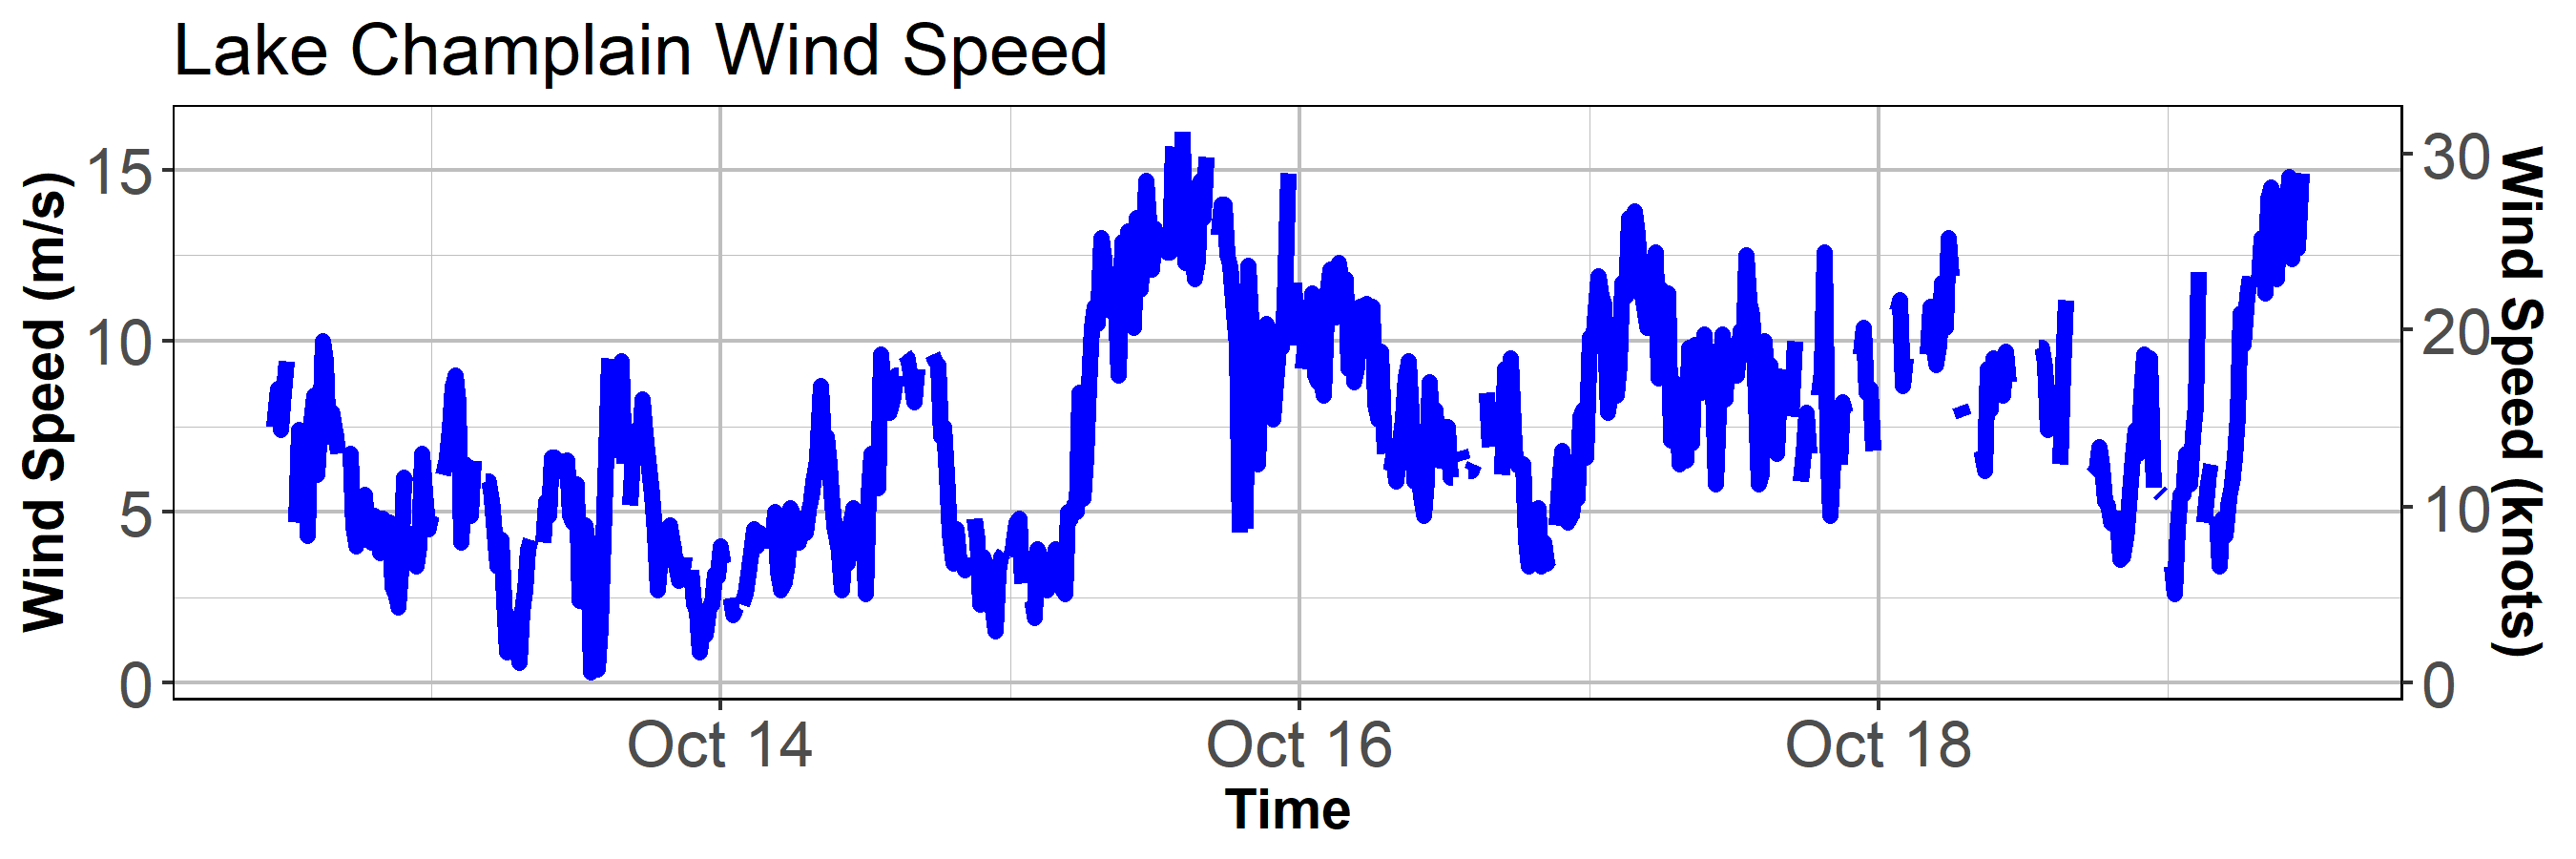 Lake Champlain Wind Speed
Wind Speed (m/s)
15
10
5
0
30
20
10
0
Wind Speed (knots)
Oct 14
Oct 16
Oct 18
Time